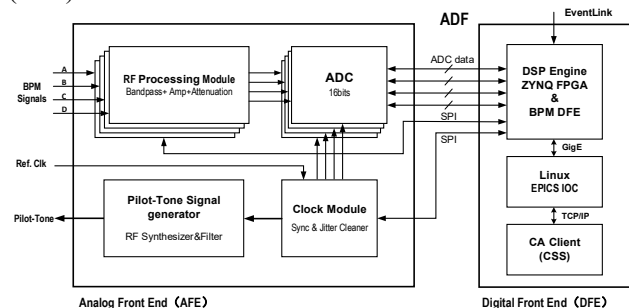 ADF
EventLink
A
B
C
D
BPM
Signals
RF Processing Module
Bandpass+ Amp+Attenuation
ADC
16bits
ADC data
SPI
SPI
DSP Engine
ZYNQ FPGA
&
BPM DFE
GigE
Ref. Clk
Linux
EPICS IOC
TCP/IP
Pilot-Tone
Pilot-Tone Signal
generator
RF Synthesizer&Filter
Clock Module
Sync & Jitter Cleaner
CA Client
(CSS)
Analog Front End（AFE）
Digital Front End（DFE）